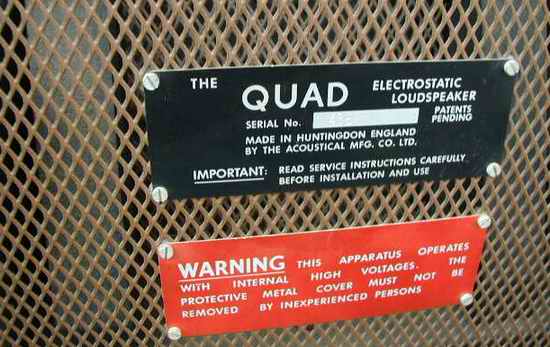 THE QUAD ELECTROSTATIC
LOUDSPEAKER
SERIAL No. PATENTS
PENDING
MADE IN HUNTINGDON ENGLAND
BY THE ACOUSTICAL MFG. CO. LTD.
IMPORTANT: READ SERVICE INSTRUCTIONS CAREFULLY
BEFORE INSTALLATION AND USE
WARNING THIS APPARATUS OPERATES
WITH INTERNAL HIGH VOLTAGES. THE
PROTECTIVE METAL COVER MUST NOT BE
REMOVED BY INEXPERIENCED PERSONS